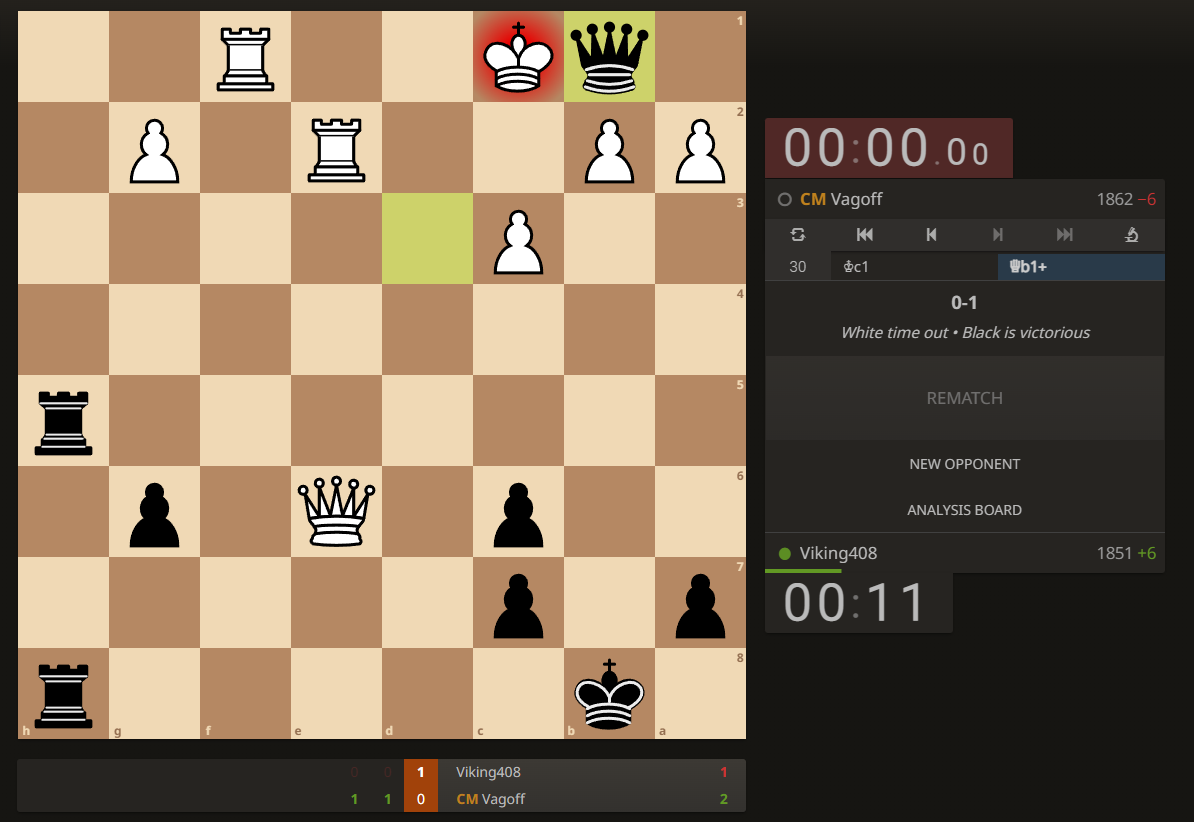 1
2
3
4
5
6
7
8
h g f e d c b a
00:00.00
CM Vagoff 1862 −6
30 ♔c1 ♛b1+
0-1
White time out • Black is victorious
REMATCH
NEW OPPONENT
ANALYSIS BOARD
Viking408 1851 +6
00:11
0 0 1 Viking408 1
1 1 0 CM Vagoff 2